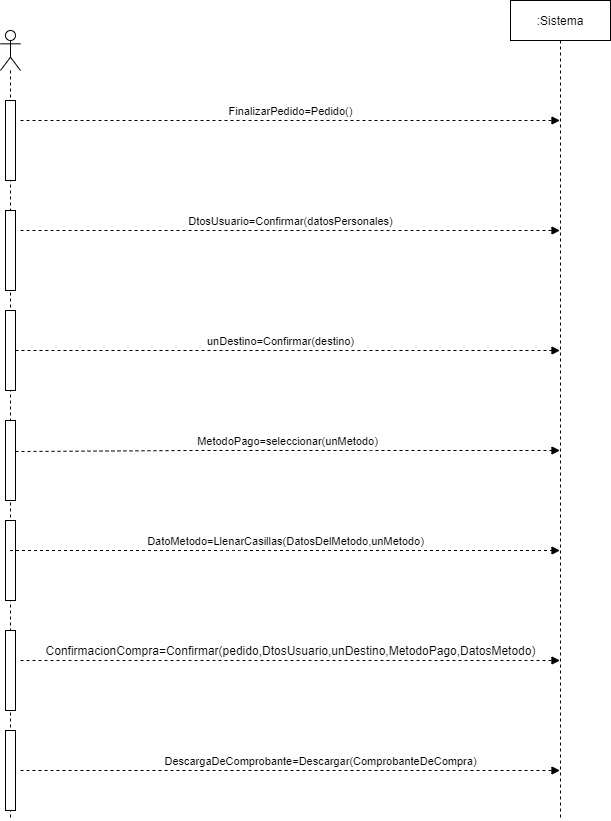 :Sistema
FinalizarPedido=Pedido()
DtosUsuario=Confirmar(datosPersonales)
unDestino=Confirmar(destino)
MetodoPago=seleccionar(unMetodo)
DatoMetodo=LlenarCasillas(DatosDelMetodo,unMetodo)
ConfirmacionCompra=Confirmar(pedido,DtosUsuario,unDestino,MetodoPago,DatosMetodo)
DescargaDeComprobante=Descargar(ComprobanteDeCompra)